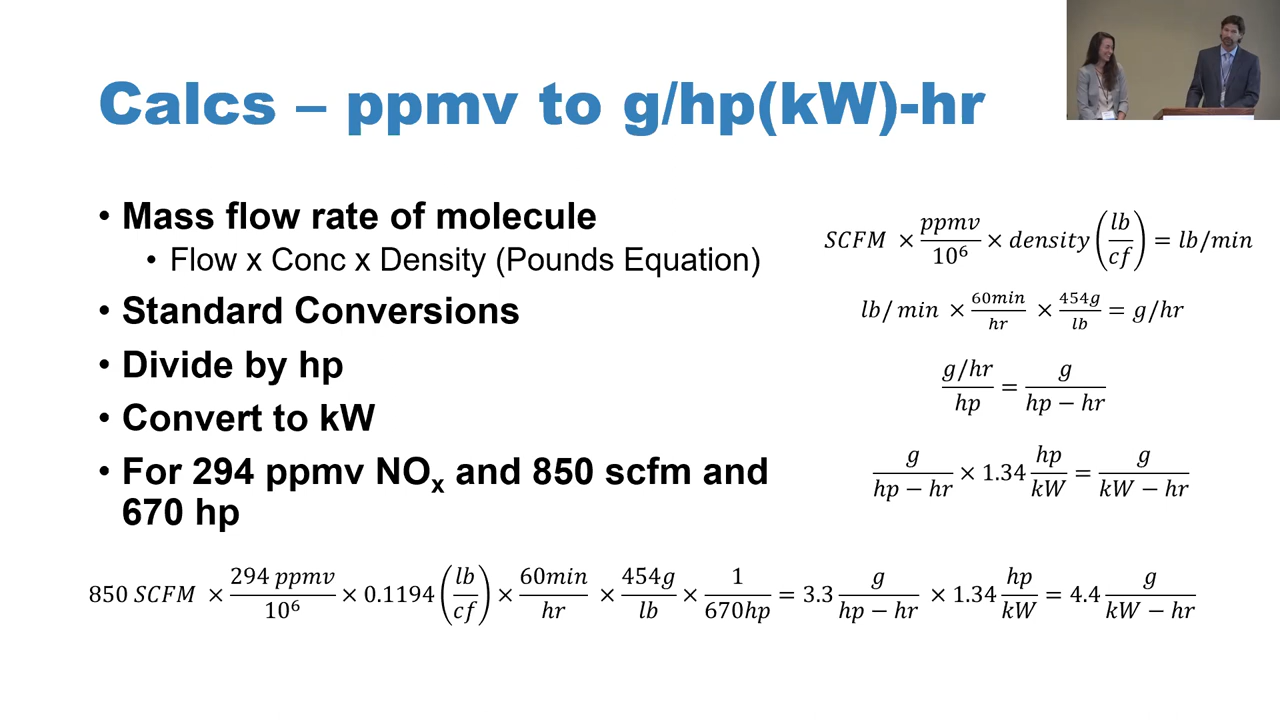 Calcs – ppmv to g/hp(kW)-hr
• Mass flow rate of molecule
• Flow x Conc x Density (Pounds Equation)
• Standard Conversions
• Divide by hp
• Convert to kW
• For 294 ppmv NOx and 850 scfm and
670 hp
SCFM × ppmv/10⁶ × density (lb/cf) = lb/min
lb/min × 60min/hr × 454g/lb = g/hr
g/hr/hp = g/hp − hr
g/hp − hr × 1.34 hp/kW = g/kW − hr
850 SCFM × 294 ppmv/10⁶ × 0.1194 (lb/cf) × 60min/hr × 454g/lb × 1/670hp = 3.3 g/hp − hr × 1.34 hp/kW = 4.4 g/kW − hr